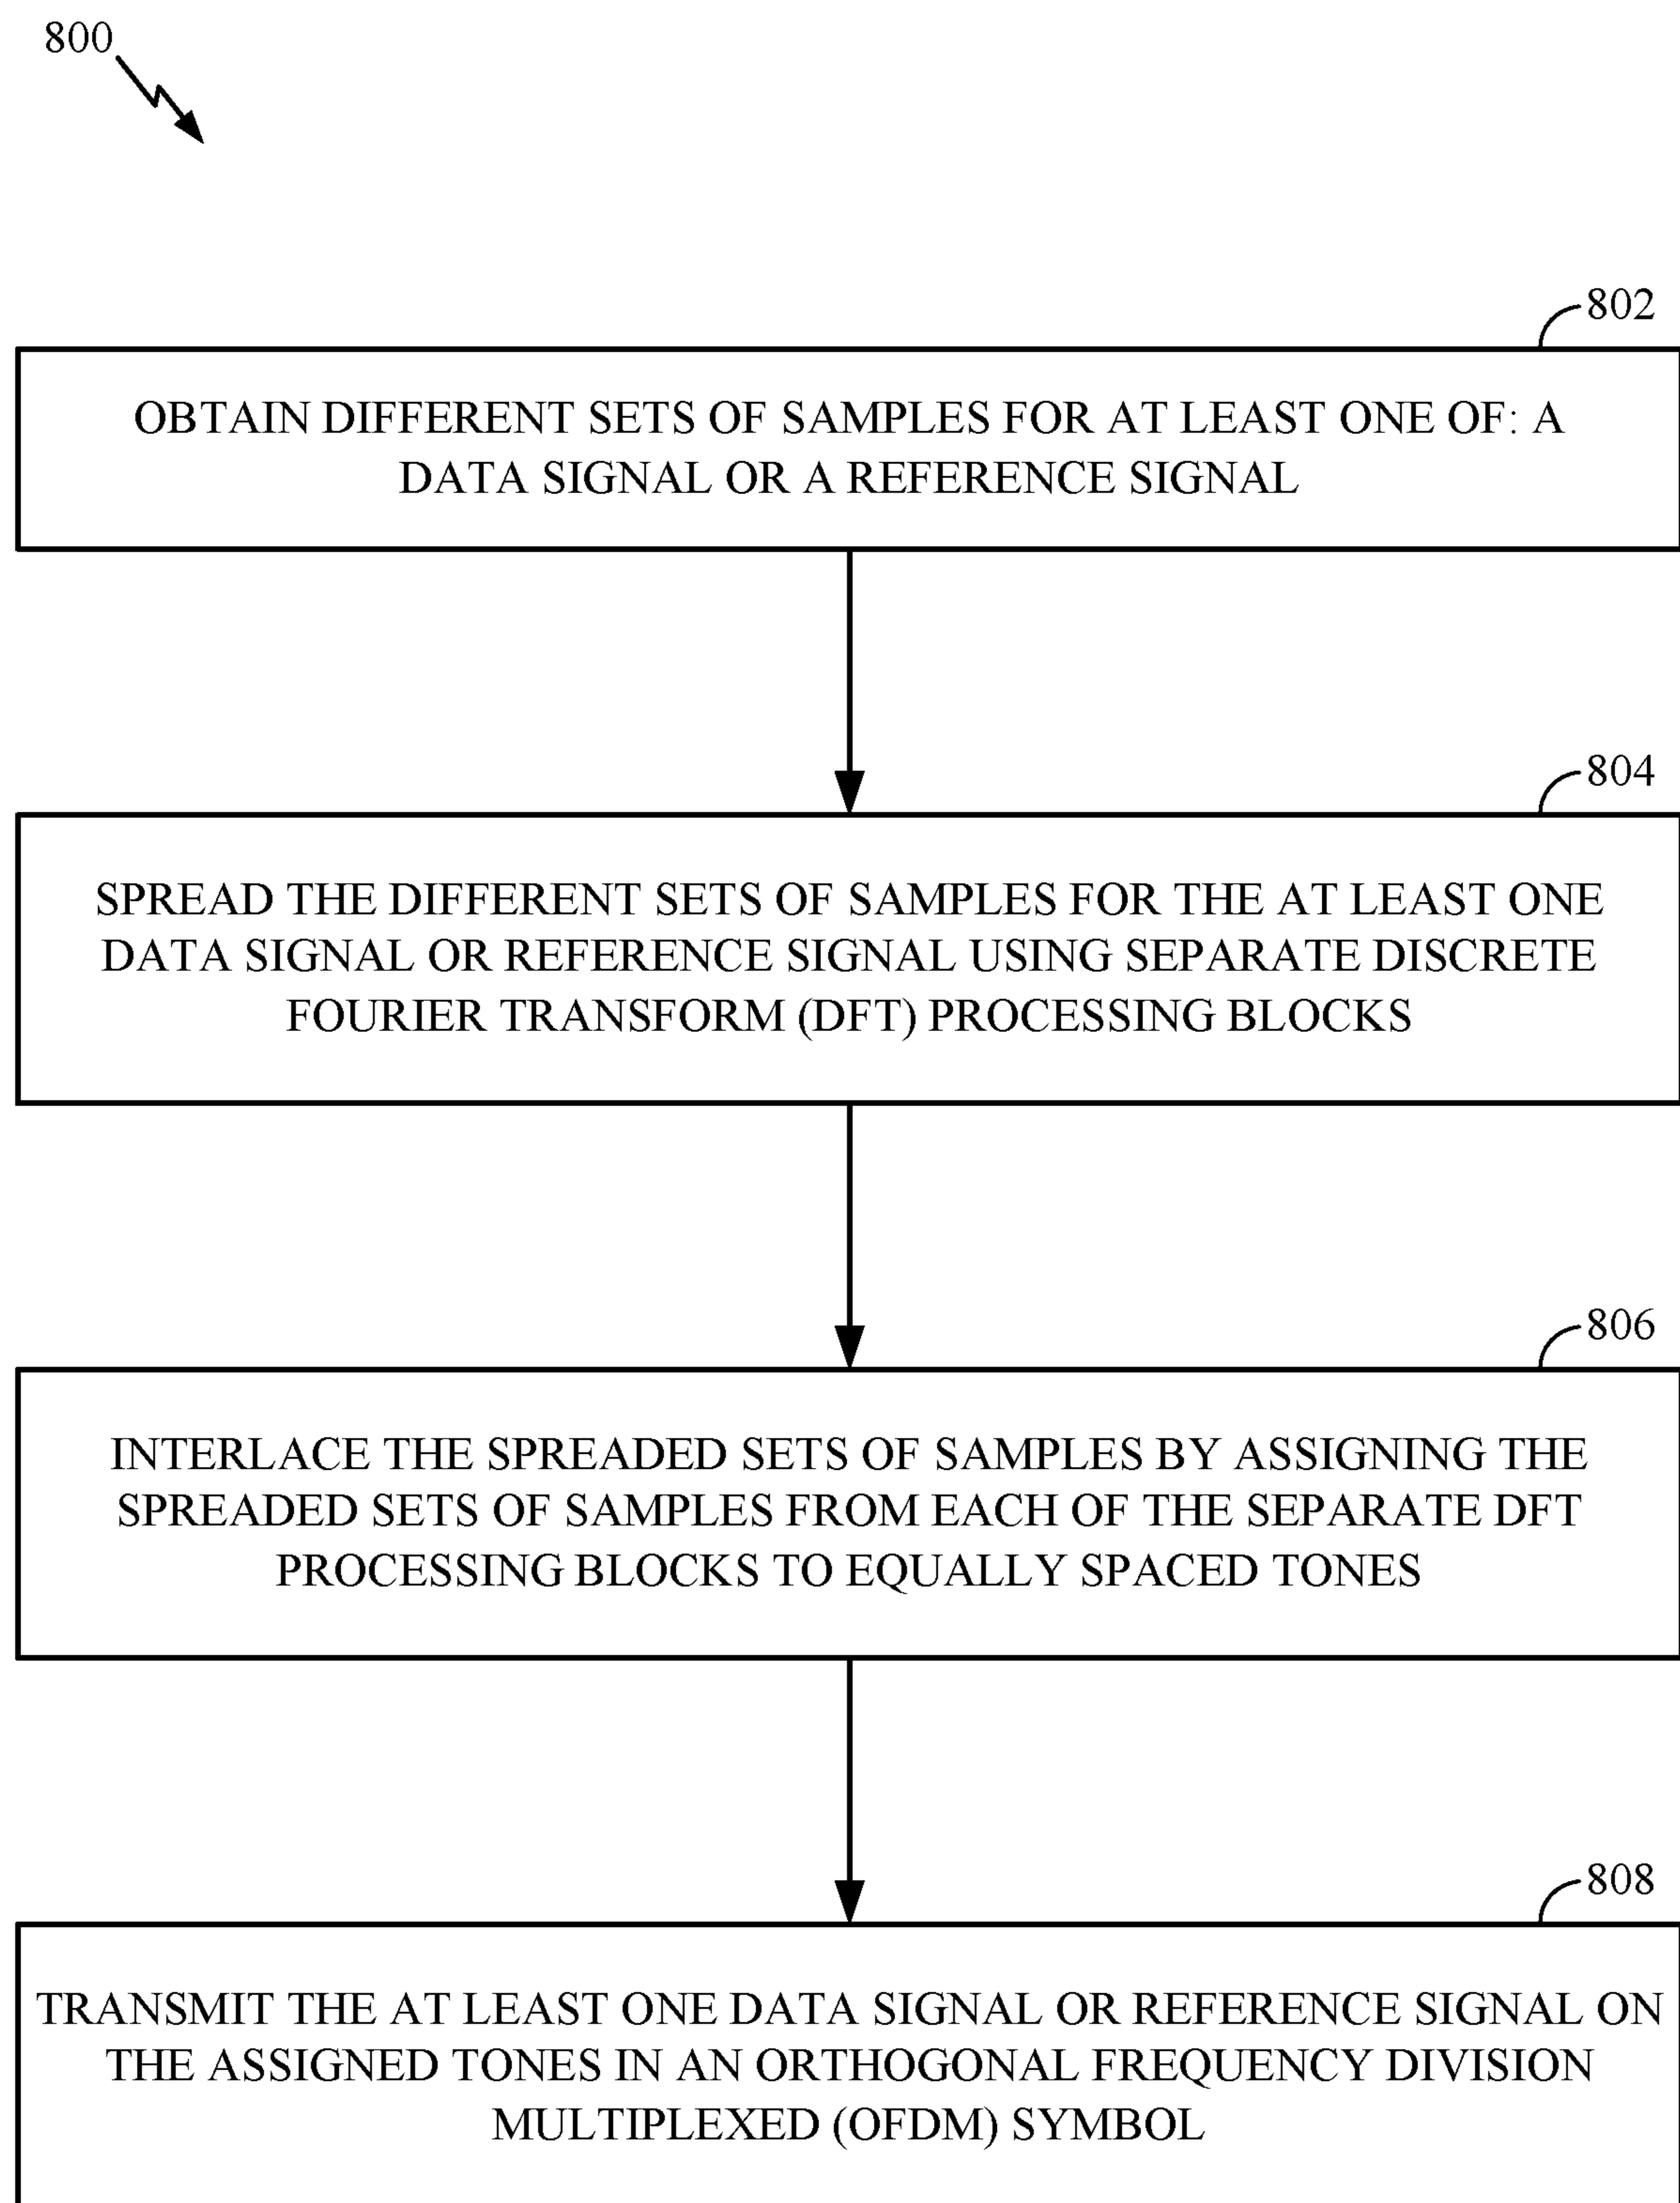 800
802
OBTAIN DIFFERENT SETS OF SAMPLES FOR AT LEAST ONE OF: A
DATA SIGNAL OR A REFERENCE SIGNAL
804
SPREAD THE DIFFERENT SETS OF SAMPLES FOR THE AT LEAST ONE
DATA SIGNAL OR REFERENCE SIGNAL USING SEPARATE DISCRETE
FOURIER TRANSFORM (DFT) PROCESSING BLOCKS
806
INTERLACE THE SPREADED SETS OF SAMPLES BY ASSIGNING THE
SPREADED SETS OF SAMPLES FROM EACH OF THE SEPARATE DFT
PROCESSING BLOCKS TO EQUALLY SPACED TONES
808
TRANSMIT THE AT LEAST ONE DATA SIGNAL OR REFERENCE SIGNAL ON
THE ASSIGNED TONES IN AN ORTHOGONAL FREQUENCY DIVISION
MULTIPLEXED (OFDM) SYMBOL